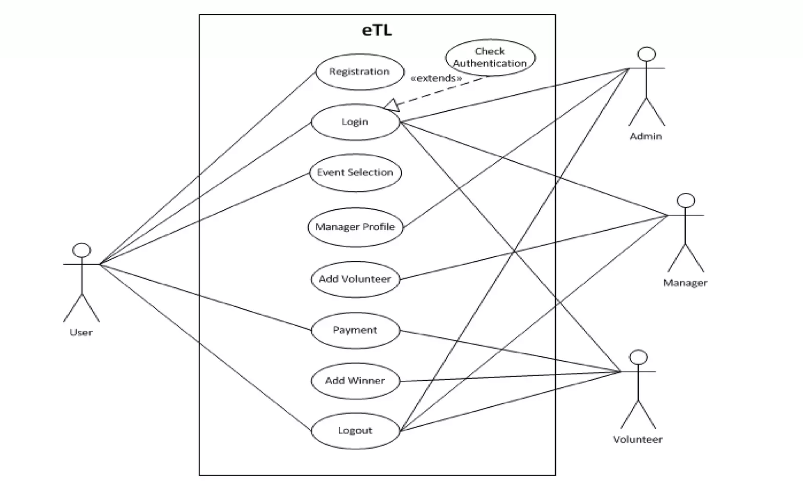 eTL
Check
Authentication
Registration
«extends»
Login
Event Selection
Manager Profile
Add Volunteer
Payment
Add Winner
Logout
User
Admin
Manager
Volunteer